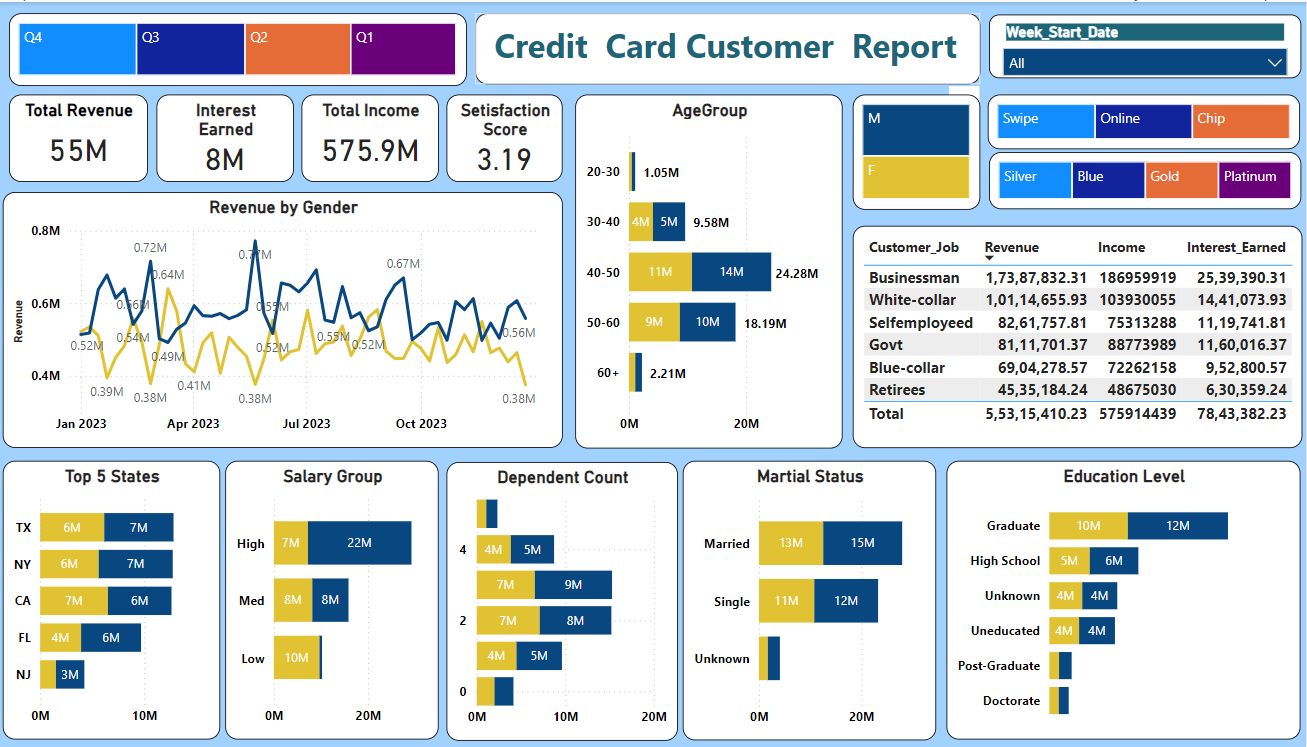 Q4 Q3 Q2 Q1
Credit Card Customer Report
Week_Start_Date
All
Total Revenue
55M
Interest
Earned
8M
Total Income
575.9M
Setisfaction
Score
3.19
AgeGroup
20-30 1.05M
30-40 4M 5M 9.58M
40-50 11M 14M 24.28M
50-60 9M 10M 18.19M
60+ 2.21M
0M 20M
M
F
Swipe Online Chip
Silver Blue Gold Platinum
Revenue by Gender
Revenue
0.8M
0.6M
0.4M
0.72M
0.64M
0.77M
0.67M
0.66M
0.55M
0.52M
0.54M
0.49M
0.52M
0.55M
0.52M
0.56M
0.39M
0.38M
0.41M
0.38M
0.38M
Jan 2023 Apr 2023 Jul 2023 Oct 2023
Customer_Job Revenue Income Interest_Earned
Businessman 1,73,87,832.31 186959919 25,39,390.31
White-collar 1,01,14,655.93 103930055 14,41,073.93
Selfemployeed 82,61,757.81 75313288 11,19,741.81
Govt 81,11,701.37 88773989 11,60,016.37
Blue-collar 69,04,278.57 72262158 9,52,800.57
Retirees 45,35,184.24 48675030 6,30,359.24
Total 5,53,15,410.23 575914439 78,43,382.23
Top 5 States
TX 6M 7M
NY 6M 7M
CA 7M 6M
FL 4M 6M
NJ 3M
0M 10M
Salary Group
High 7M 22M
Med 8M 8M
Low 10M
0M 20M
Dependent Count
4 4M 5M
7M 9M
2 7M 8M
4M 5M
0
0M 10M 20M
Martial Status
Married 13M 15M
Single 11M 12M
Unknown
0M 20M
Education Level
Graduate 10M 12M
High School 5M 6M
Unknown 4M 4M
Uneducated 4M 4M
Post-Graduate
Doctorate